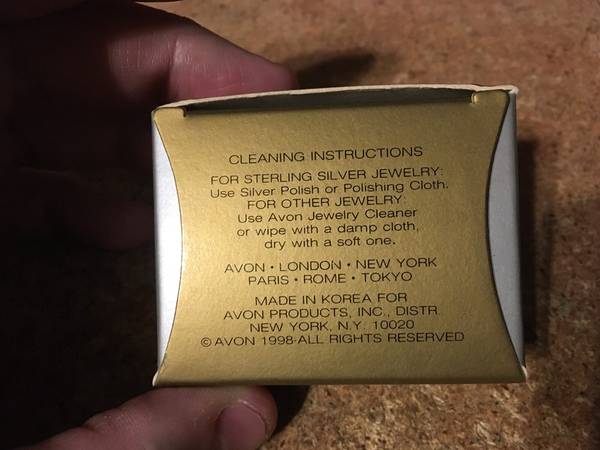 CLEANING INSTRUCTIONS
FOR STERLING SILVER JEWELRY:
Use Silver Polish or Polishing Cloth.
FOR OTHER JEWELRY:
Use Avon Jewelry Cleaner
or wipe with a damp cloth,
dry with a soft one.
AVON • LONDON • NEW YORK
PARIS • ROME • TOKYO
MADE IN KOREA FOR
AVON PRODUCTS, INC., DISTR.
NEW YORK, N.Y. 10020
© AVON 1998-ALL RIGHTS RESERVED